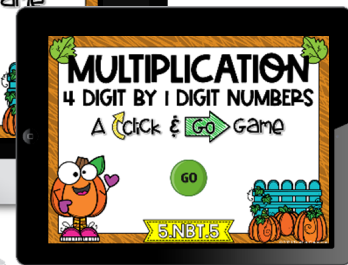 MULTIPLICATION
4 DIGIT BY 1 DIGIT NUMBERS
A Click & Go Game
GO
5.NBT.5